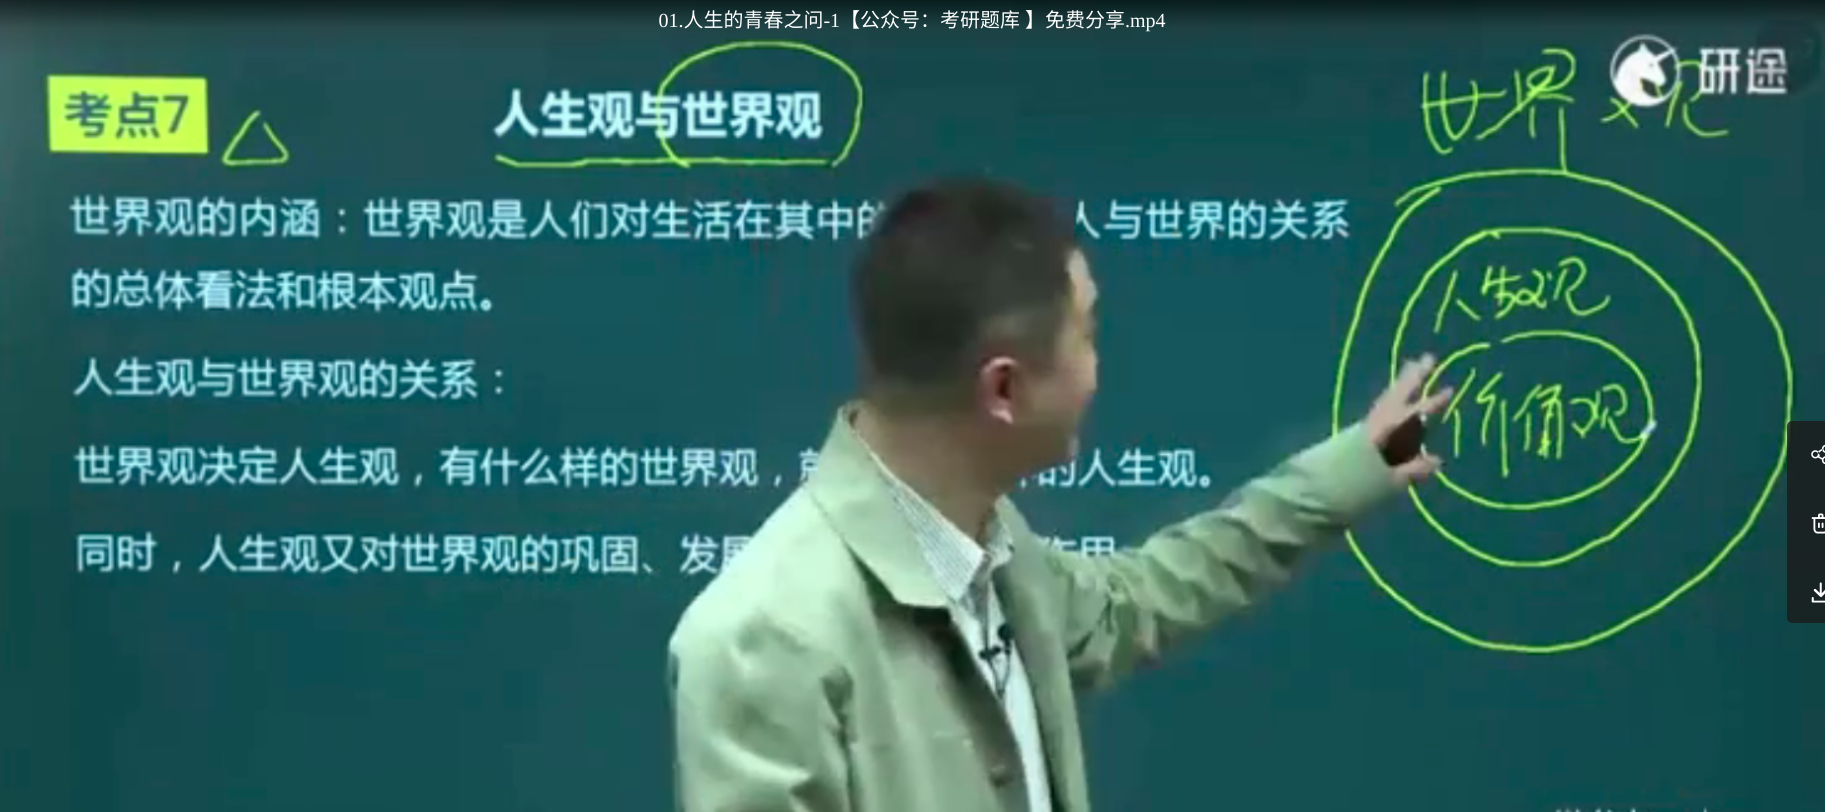 01.人生的青春之问-1【公众号：考研题库 】免费分享.mp4
研途
考点7
人生观与世界观
世界观
世界观的内涵：世界观是人们对生活在其中的
人与世界的关系
的总体看法和根本观点。
人生观
人生观与世界观的关系：
价值观
世界观决定人生观，有什么样的世界观，
的人生观。
同时，人生观又对世界观的巩固、发展
作用